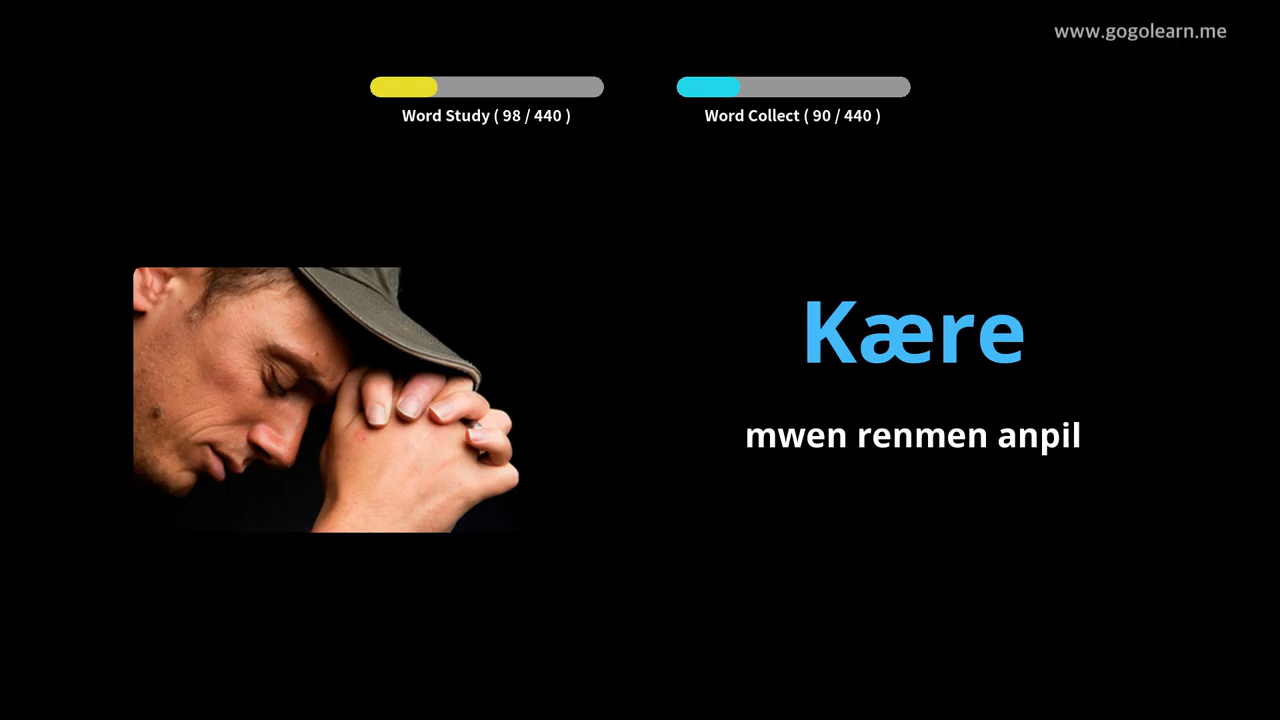 www.gogolearn.me
Word Study ( 98 / 440 )
Word Collect ( 90 / 440 )
Kære
mwen renmen anpil